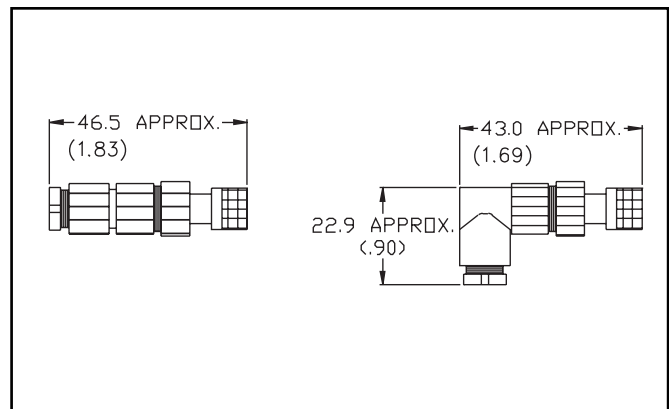 46.5 APPROX.
(1.83)
43.0 APPROX.
(1.69)
22.9 APPROX.
(.90)